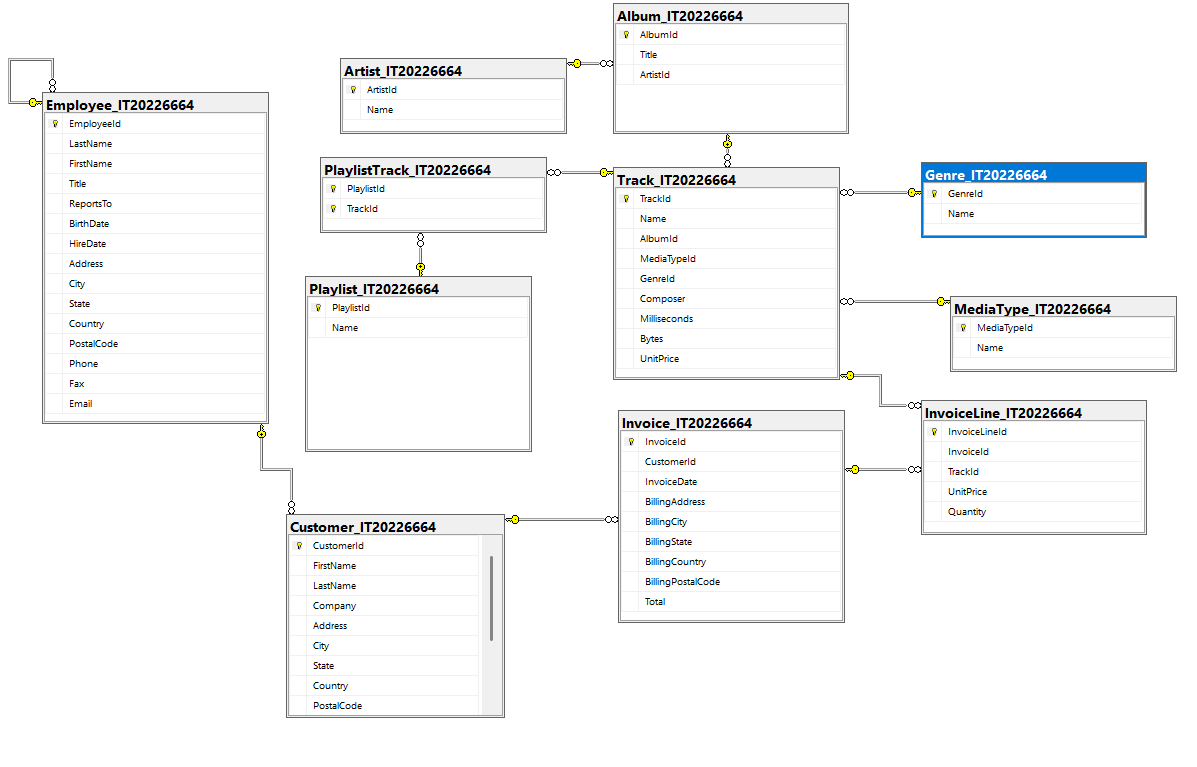 Album_IT20226664
AlbumId
Title
ArtistId
Artist_IT20226664
ArtistId
Name
Employee_IT20226664
EmployeeId
LastName
FirstName
Title
ReportsTo
BirthDate
HireDate
Address
City
State
Country
PostalCode
Phone
Fax
Email
PlaylistTrack_IT20226664
PlaylistId
TrackId
Track_IT20226664
TrackId
Name
AlbumId
MediaTypeId
GenreId
Composer
Milliseconds
Bytes
UnitPrice
Genre_IT20226664
GenreId
Name
Playlist_IT20226664
PlaylistId
Name
MediaType_IT20226664
MediaTypeId
Name
Invoice_IT20226664
InvoiceId
CustomerId
InvoiceDate
BillingAddress
BillingCity
BillingState
BillingCountry
BillingPostalCode
Total
InvoiceLine_IT20226664
InvoiceLineId
InvoiceId
TrackId
UnitPrice
Quantity
Customer_IT20226664
CustomerId
FirstName
LastName
Company
Address
City
State
Country
PostalCode